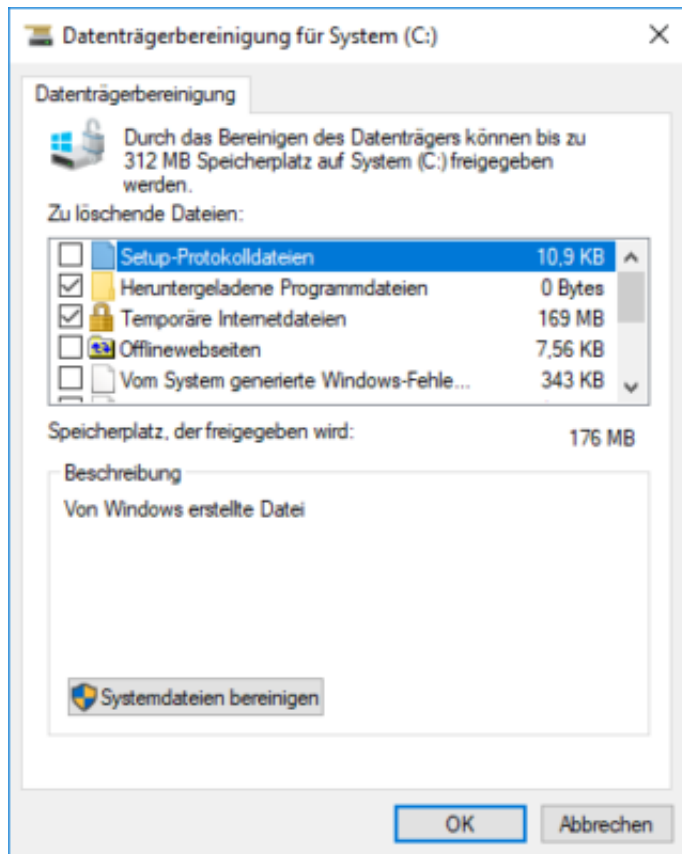 Datenträgerbereinigung für System (C:)
Datenträgerbereinigung
Durch das Bereinigen des Datenträgers können bis zu
312 MB Speicherplatz auf System (C:) freigegeben
werden.
Zu löschende Dateien:
Setup-Protokolldateien 10,9 KB
Heruntergeladene Programmdateien 0 Bytes
Temporäre Internetdateien 169 MB
Offlinewebseiten 7,56 KB
Vom System generierte Windows-Fehle... 343 KB
Speicherplatz, der freigegeben wird: 176 MB
Beschreibung
Von Windows erstellte Datei
Systemdateien bereinigen
OK Abbrechen